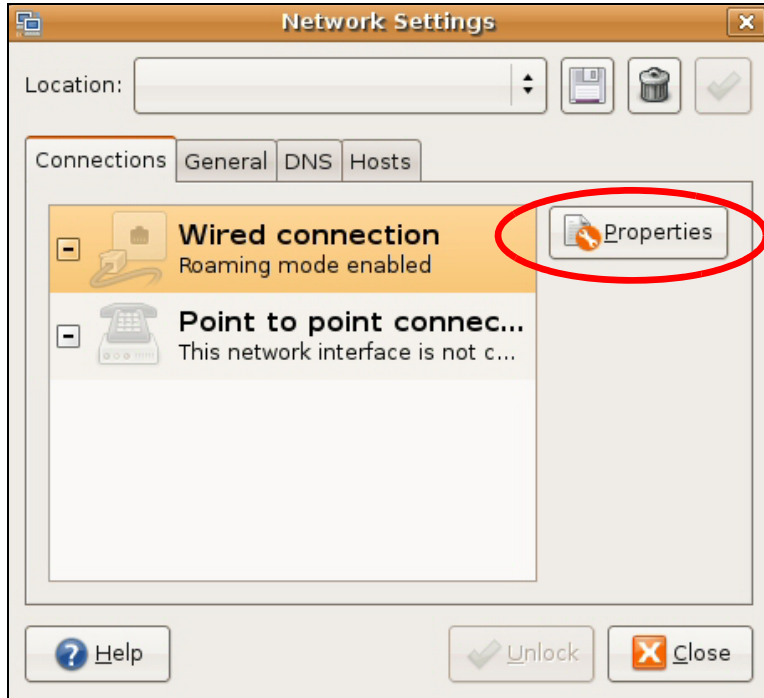 Network Settings
Location:
Connections General DNS Hosts
Wired connection
Roaming mode enabled
Properties
Point to point connec...
This network interface is not c...
Help Unlock Close